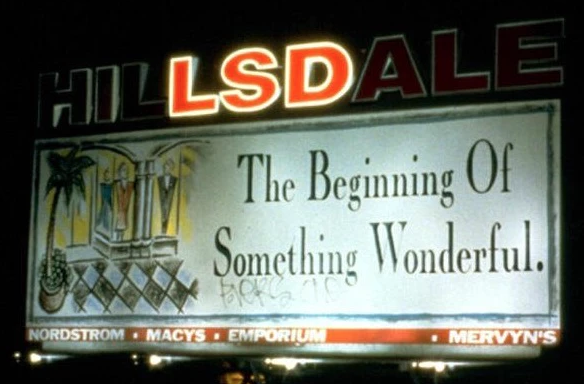 HILLSDALE
The Beginning Of
Something Wonderful.
NORDSTROM • MACYS • EMPORIUM • MERVYN'S